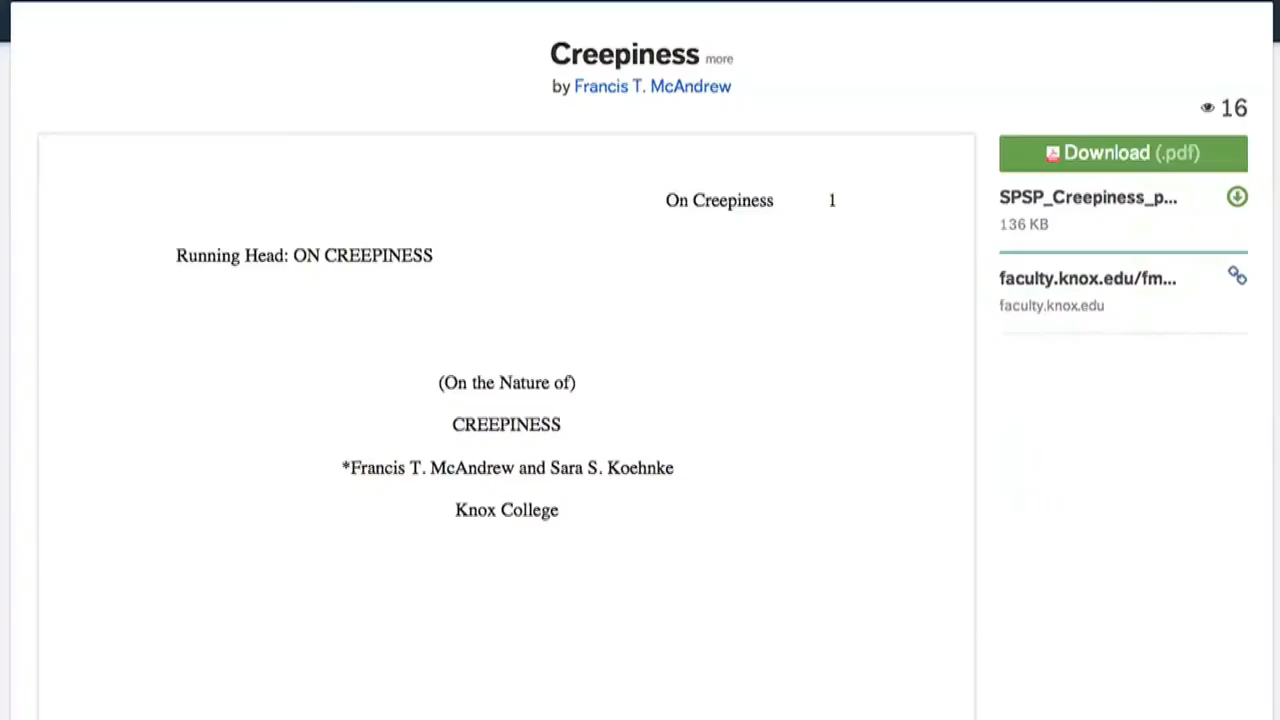 Creepiness more
by Francis T. McAndrew
16
Download (.pdf)
SPSP_Creepiness_p...
136 KB
faculty.knox.edu/fm...
faculty.knox.edu
On Creepiness 1
Running Head: ON CREEPINESS
(On the Nature of)
CREEPINESS
*Francis T. McAndrew and Sara S. Koehnke
Knox College